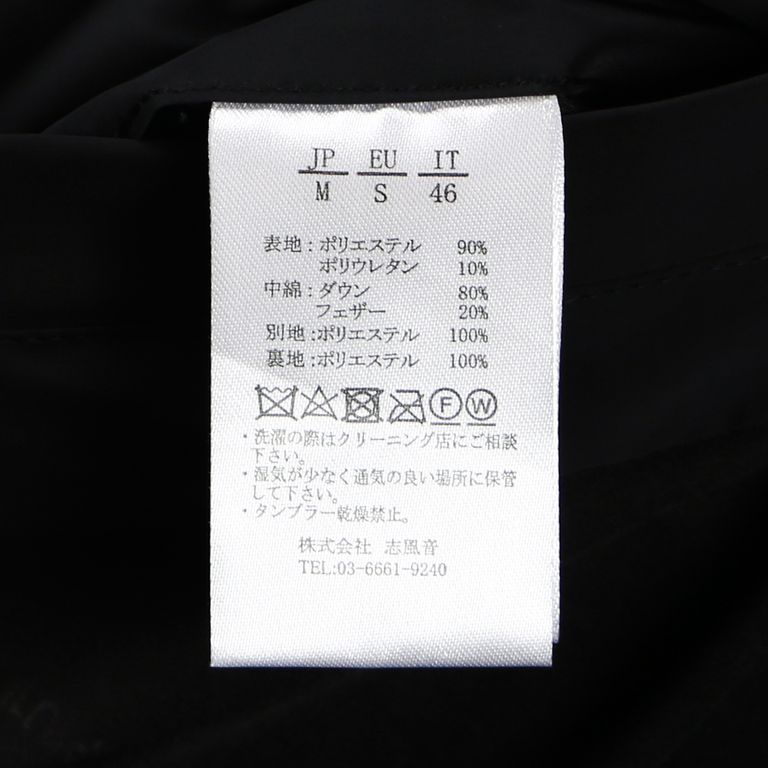 JP EU IT
M S 46
表地:ポリエステル 90%
ポリウレタン 10%
中綿:ダウン 80%
フェザー 20%
別地:ポリエステル 100%
裏地:ポリエステル 100%
F W
・洗濯の際はクリーニング店にご相談
下さい。
・湿気が少なく通気の良い場所に保管
して下さい。
・タンブラー乾燥禁止。
株式会社 志風音
TEL:03-6661-9240